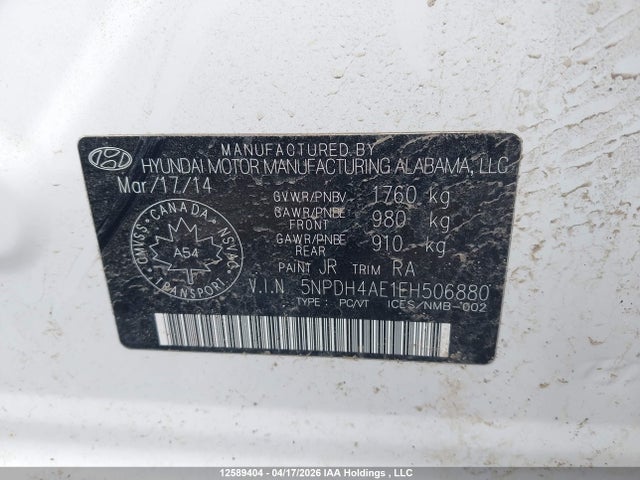 MANUFACTURED BY
HYUNDAI MOTOR MANUFACTURING ALABAMA, LLC
Mar/17/14
GVWR/PNBV 1760 kg
GAWR/PNBE FRONT 980 kg
GAWR/PNBE REAR 910 kg
PAINT JR TRIM RA
V.I.N 5NPDH4AE1EH506880
TYPE : PC/VT ICES/NMB-002
CANADA
CMVSS NSVAC
A54
TRANSPORT
12589404 - 04/17/2026 IAA Holdings , LLC